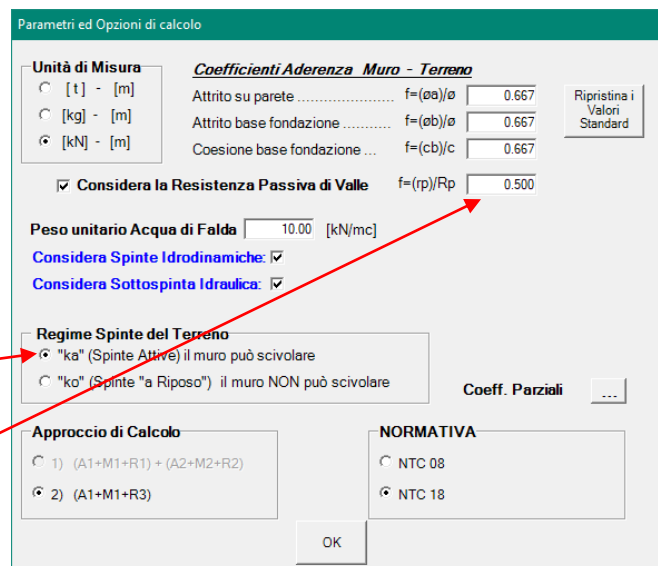 Parametri ed Opzioni di calcolo
Unità di Misura
[t] - [m]
[kg] - [m]
[kN] - [m]
Coefficienti Aderenza Muro - Terreno
Attrito su parete ...................... f=(øa)/ø 0.667
Attrito base fondazione ........... f=(øb)/ø 0.667
Coesione base fondazione ... f=(cb)/c 0.667
Ripristina i
Valori
Standard
Considera la Resistenza Passiva di Valle f=(rp)/Rp 0.500
Peso unitario Acqua di Falda 10.00 [kN/mc]
Considera Spinte Idrodinamiche:
Considera Sottospinta Idraulica:
Regime Spinte del Terreno
"ka" (Spinte Attive) il muro può scivolare
"ko" (Spinte "a Riposo") il muro NON può scivolare
Coeff. Parziali ...
Approccio di Calcolo
1) (A1+M1+R1) + (A2+M2+R2)
2) (A1+M1+R3)
NORMATIVA
NTC 08
NTC 18
OK